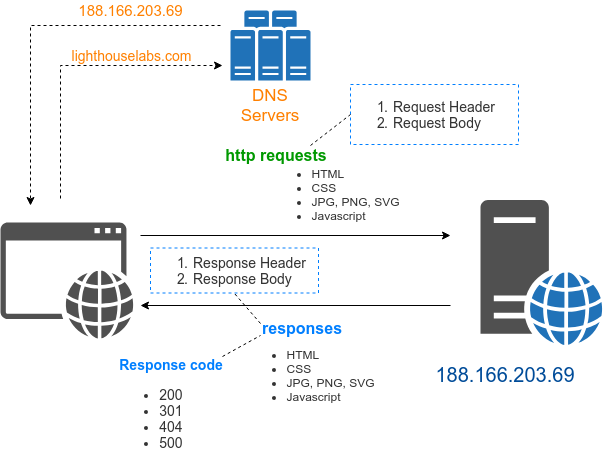 188.166.203.69
lighthouselabs.com
DNS
Servers
1. Request Header
2. Request Body
http requests
• HTML
• CSS
• JPG, PNG, SVG
• Javascript
1. Response Header
2. Response Body
responses
• HTML
• CSS
• JPG, PNG, SVG
• Javascript
Response code
• 200
• 301
• 404
• 500
188.166.203.69